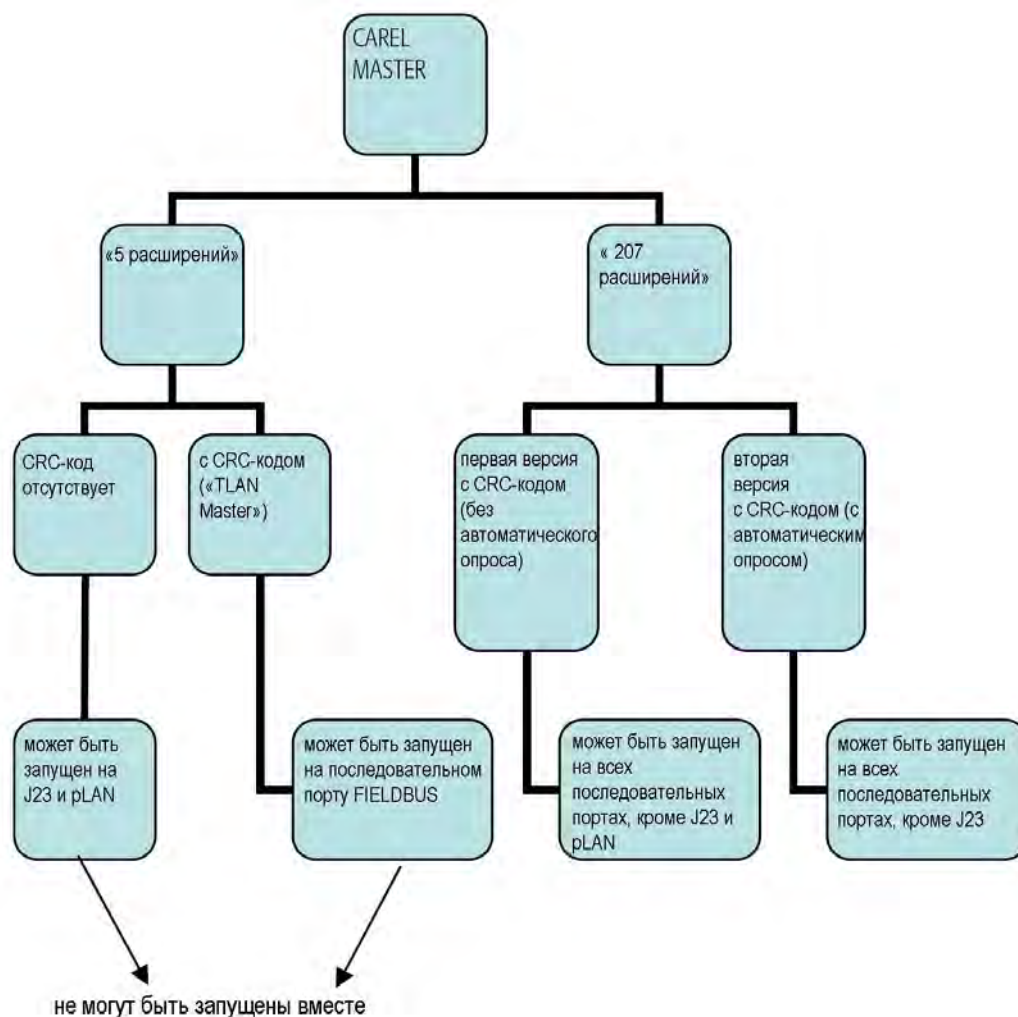 CAREL
MASTER
«5 расширений»
« 207
расширений»
CRC-код
отсутствует
с CRC-кодом
(«TLAN
Master»)
первая версия
с CRC-кодом
(без
автоматического
опроса)
вторая
версия
с CRC-кодом (с
автоматическим
опросом)
может быть
запущен на
J23 и pLAN
может быть запущен
на последовательном
порту FIELDBUS
может быть запущен
на всех
последовательных
портах, кроме J23 и
pLAN
может быть запущен
на всех
последовательных
портах, кроме J23
не могут быть запущены вместе